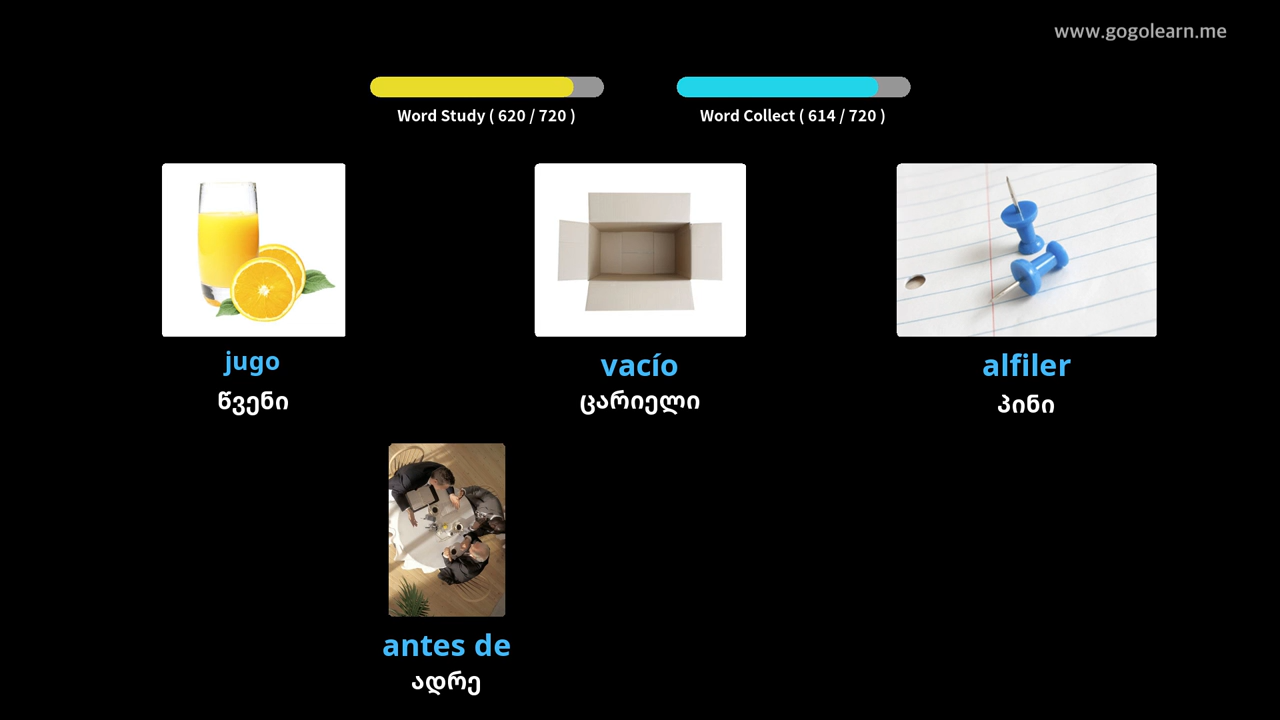 www.gogolearn.me
Word Study ( 620 / 720 )
Word Collect ( 614 / 720 )
jugo
წვენი
vacío
ცარიელი
alfiler
პინი
antes de
ადრე